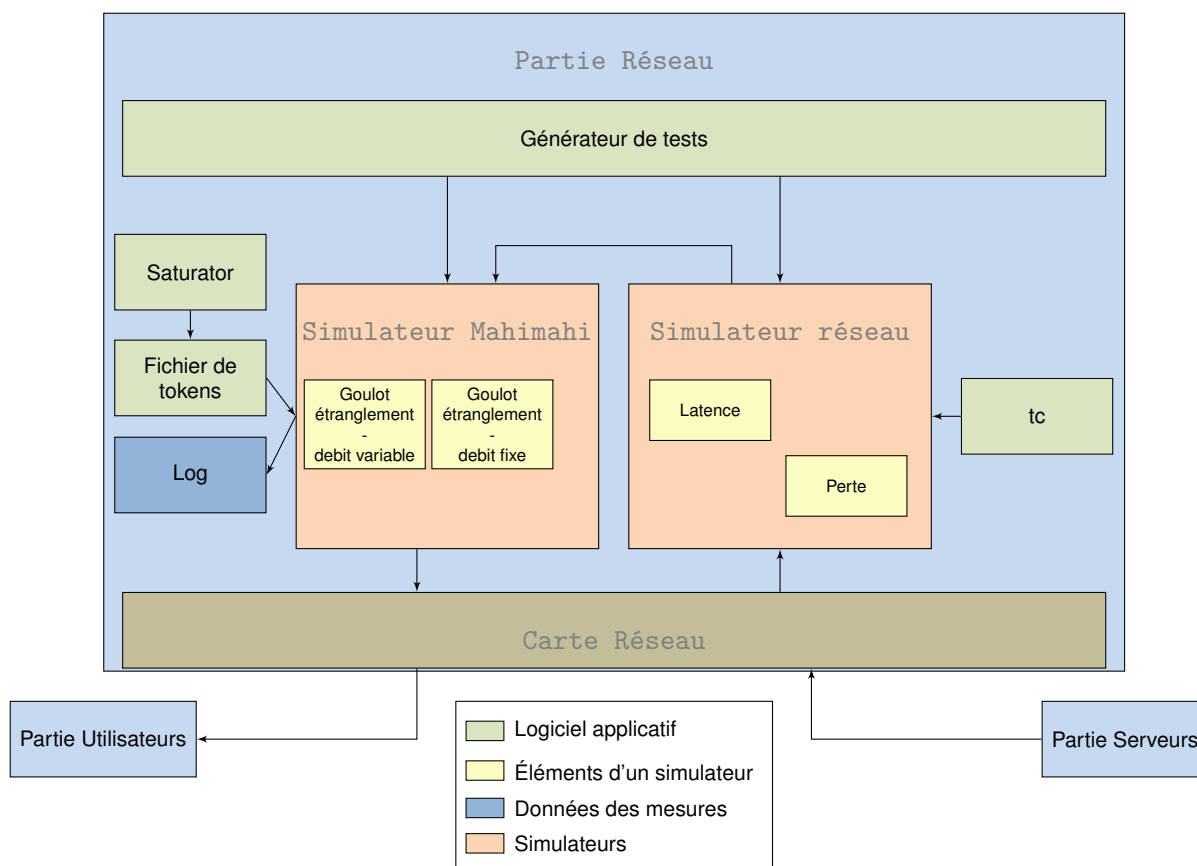 Partie Réseau
Générateur de tests
Saturator
Fichier de
tokens
Log
Simulateur Mahimahi
Goulot
étranglement
-
debit variable
Goulot
étranglement
-
debit fixe
Simulateur réseau
Latence
Perte
tc
Carte Réseau
Partie Utilisateurs
Partie Serveurs
Logiciel applicatif
Éléments d'un simulateur
Données des mesures
Simulateurs